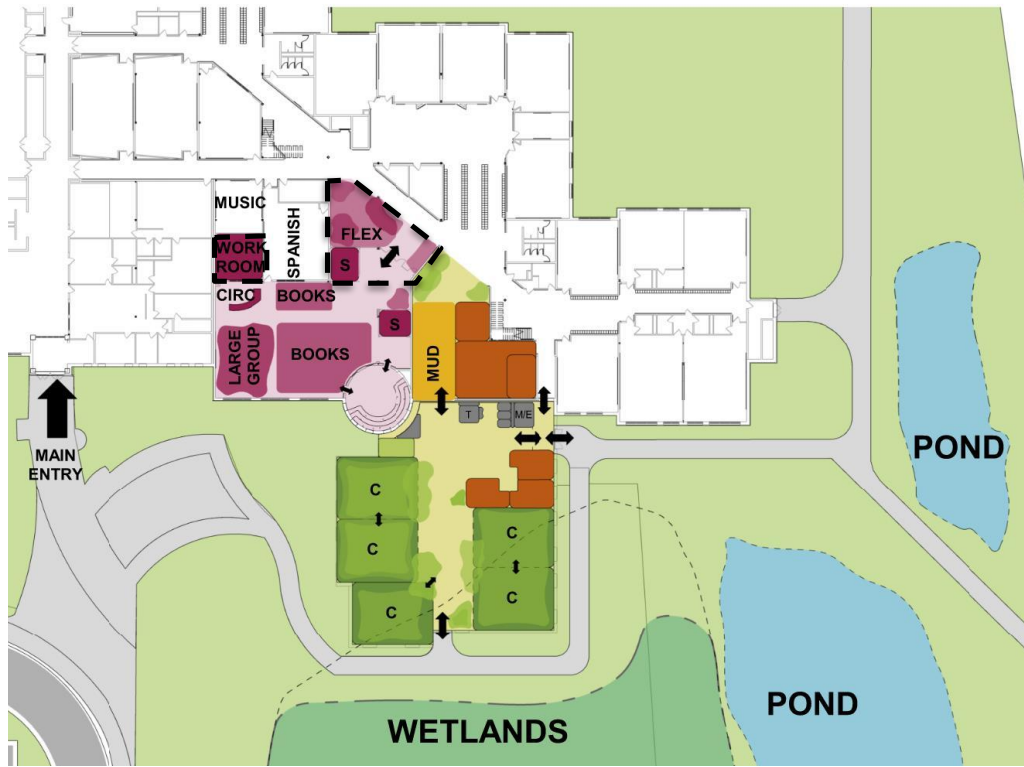 MUSIC
FLEX
WORK
ROOM
SPANISH
S
CIRC
BOOKS
S
LARGE
GROUP
BOOKS
MUD
T
M/E
MAIN
ENTRY
POND
C
C
C
C
C
POND
WETLANDS